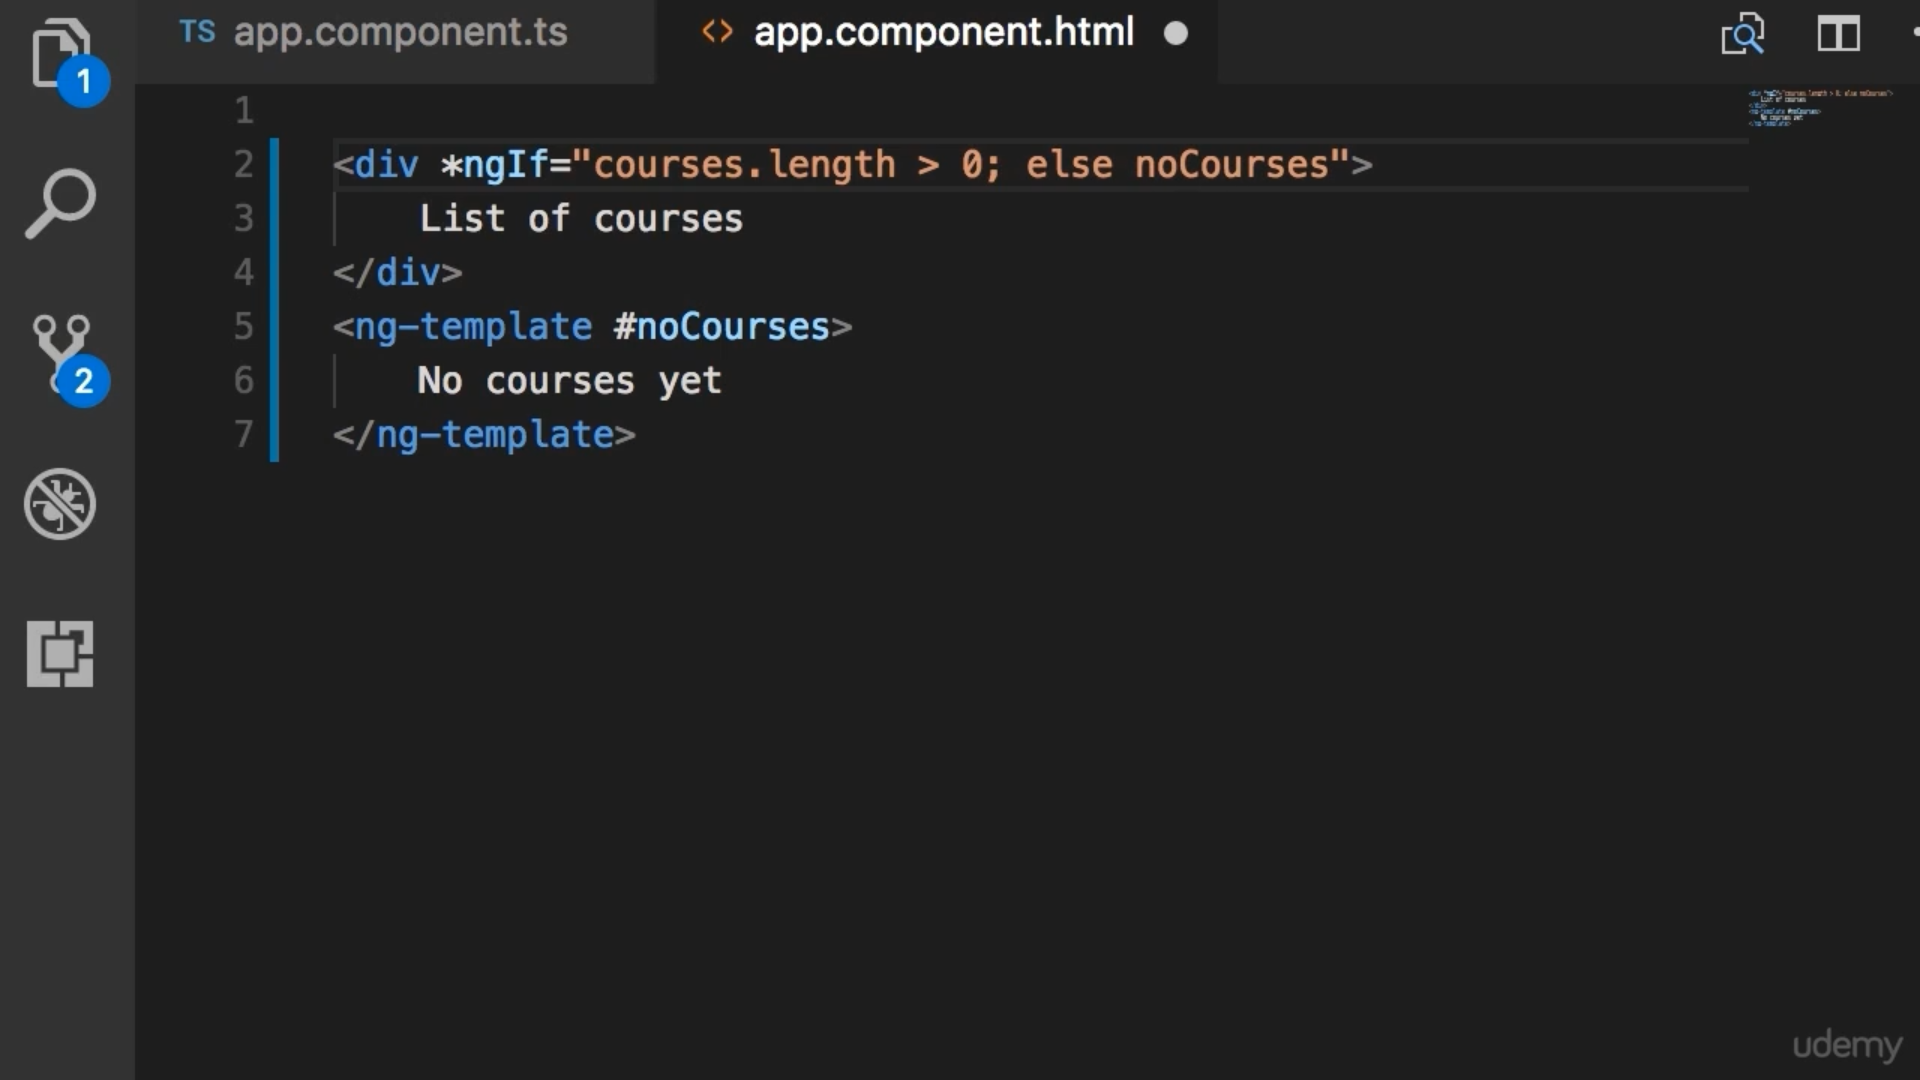 TS app.component.ts <> app.component.html
1
1
2 <div *ngIf="courses.length > 0; else noCourses">
3 List of courses
4 </div>
5 <ng-template #noCourses>
2
6 No courses yet
7 </ng-template>
udemy